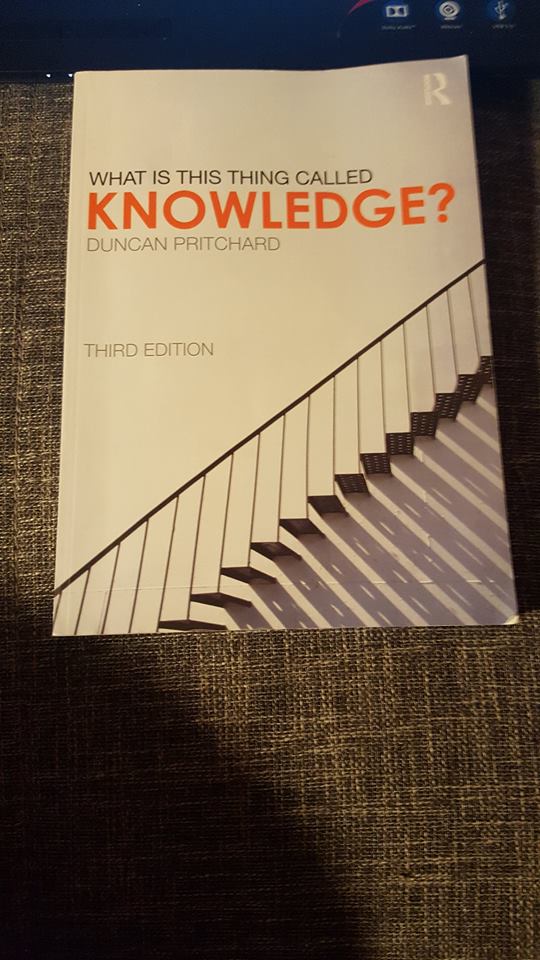 R
WHAT IS THIS THING CALLED
KNOWLEDGE?
DUNCAN PRITCHARD
THIRD EDITION